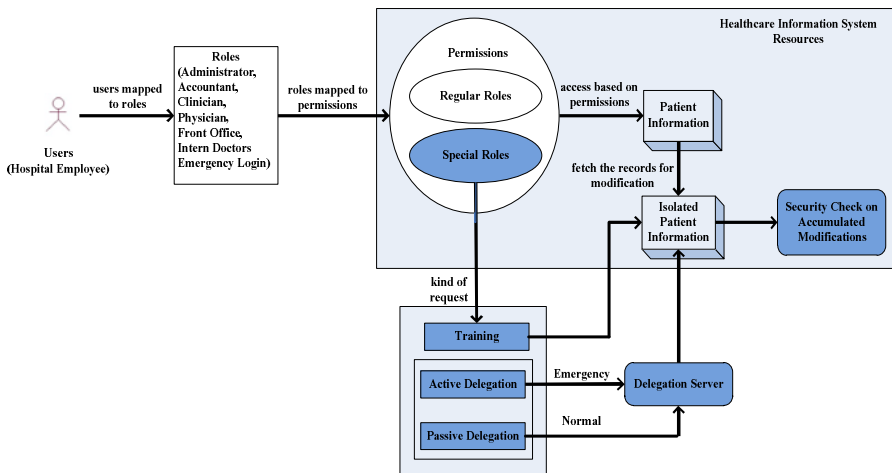 Healthcare Information System
Resources
users mapped
to roles
Users
(Hospital Employee)
Roles
(Administrator,
Accountant,
Clinician,
Physician,
Front Office,
Intern Doctors
Emergency Login)
roles mapped to
permissions
Permissions
Regular Roles
Special Roles
access based on
permissions
Patient
Information
fetch the records for
modification
Isolated
Patient
Information
Security Check on
Accumulated
Modifications
kind of
request
Training
Active Delegation
Emergency
Delegation Server
Passive Delegation
Normal